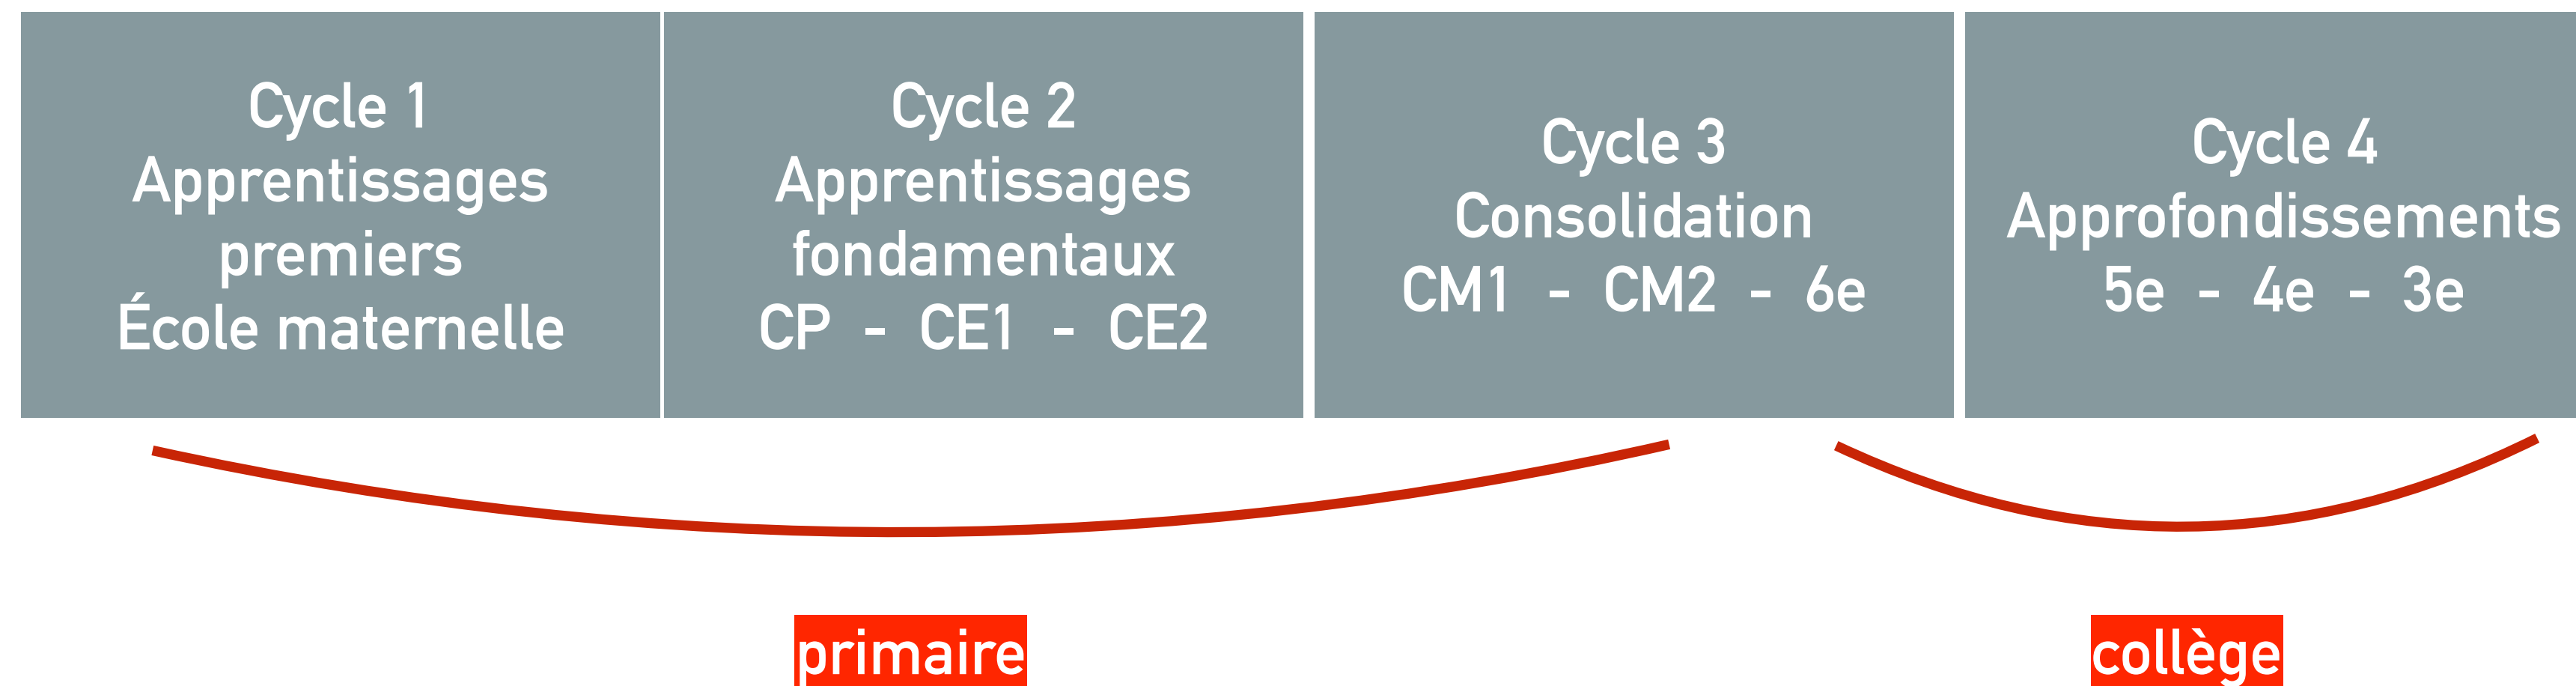 Cycle 1
Apprentissages
premiers
École maternelle
Cycle 2
Apprentissages
fondamentaux
CP - CE1 - CE2
Cycle 3
Consolidation
CM1 - CM2 - 6e
Cycle 4
Approfondissements
5e - 4e - 3e
primaire
collège